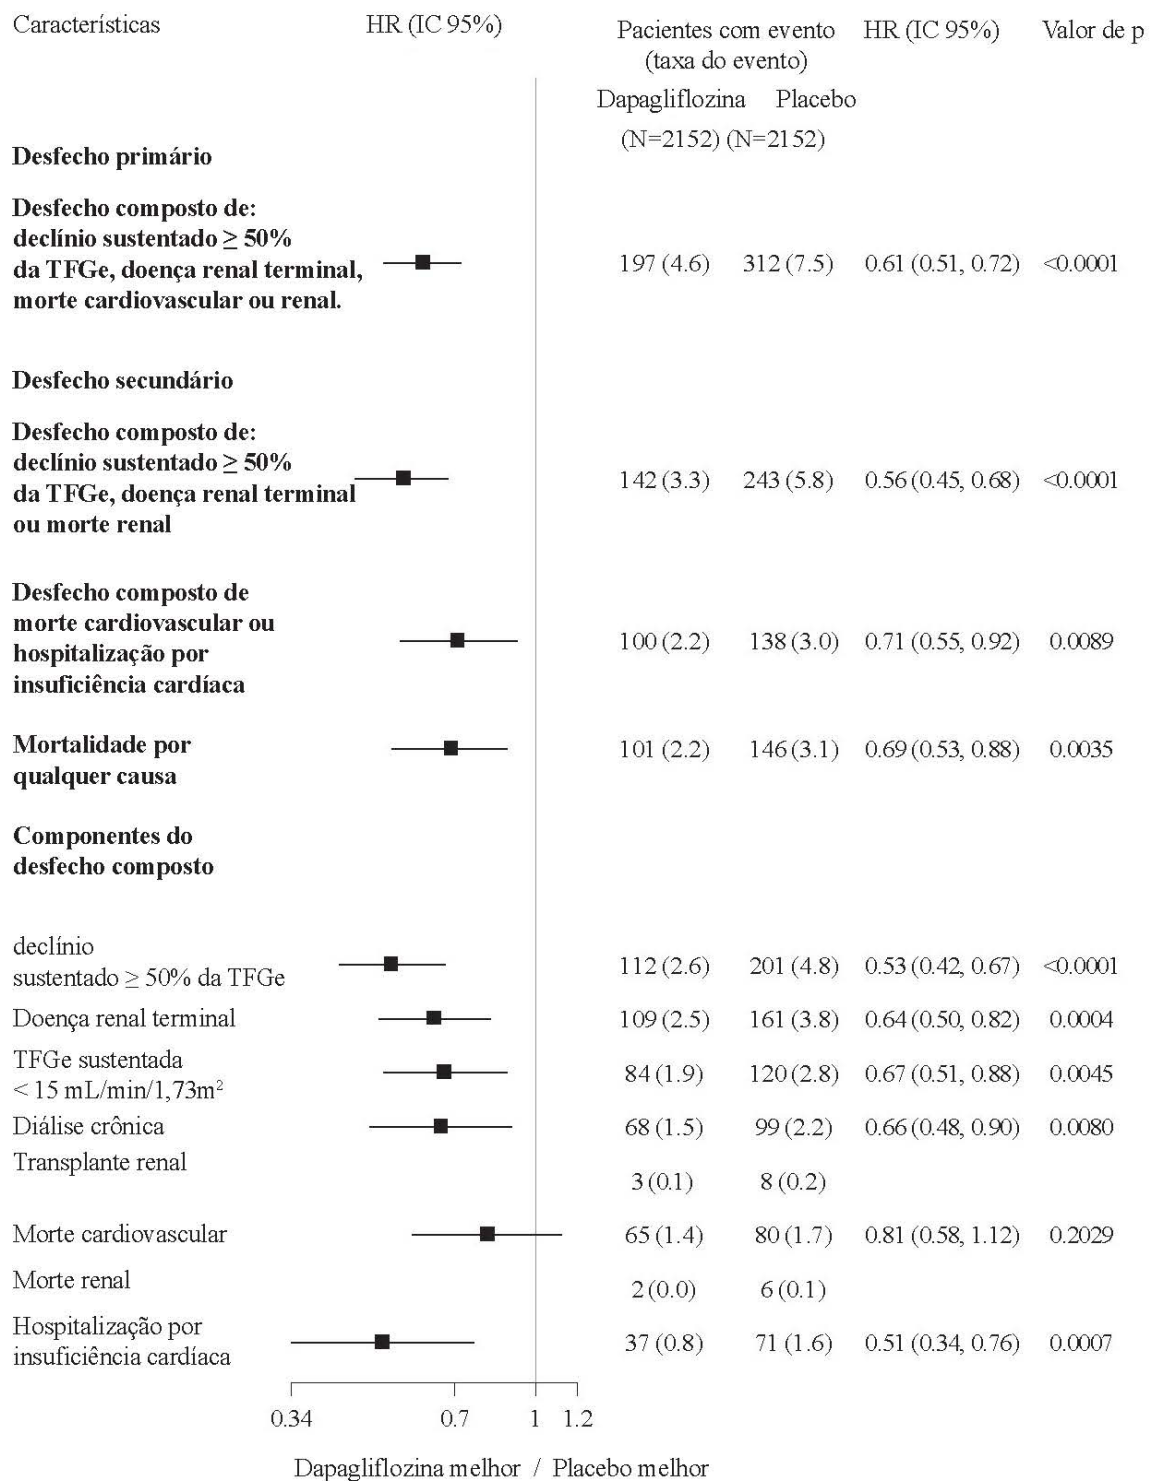 Características HR (IC 95%) Pacientes com evento HR (IC 95%) Valor de p
(taxa do evento)
Dapagliflozina Placebo
(N=2152) (N=2152)
Desfecho primário
Desfecho composto de:
declínio sustentado ≥ 50%
da TFGe, doença renal terminal, 197 (4.6) 312 (7.5) 0.61 (0.51, 0.72) <0.0001
morte cardiovascular ou renal.
Desfecho secundário
Desfecho composto de:
declínio sustentado ≥ 50%
da TFGe, doença renal terminal 142 (3.3) 243 (5.8) 0.56 (0.45, 0.68) <0.0001
ou morte renal
Desfecho composto de
morte cardiovascular ou 100 (2.2) 138 (3.0) 0.71 (0.55, 0.92) 0.0089
hospitalização por
insuficiência cardíaca
Mortalidade por 101 (2.2) 146 (3.1) 0.69 (0.53, 0.88) 0.0035
qualquer causa
Componentes do
desfecho composto
declínio
sustentado ≥ 50% da TFGe 112 (2.6) 201 (4.8) 0.53 (0.42, 0.67) <0.0001
Doença renal terminal 109 (2.5) 161 (3.8) 0.64 (0.50, 0.82) 0.0004
TFGe sustentada 84 (1.9) 120 (2.8) 0.67 (0.51, 0.88) 0.0045
< 15 mL/min/1,73m²
Diálise crônica 68 (1.5) 99 (2.2) 0.66 (0.48, 0.90) 0.0080
Transplante renal 3 (0.1) 8 (0.2)
Morte cardiovascular 65 (1.4) 80 (1.7) 0.81 (0.58, 1.12) 0.2029
Morte renal 2 (0.0) 6 (0.1)
Hospitalização por 37 (0.8) 71 (1.6) 0.51 (0.34, 0.76) 0.0007
insuficiência cardíaca
0.34 0.7 1 1.2
Dapagliflozina melhor / Placebo melhor